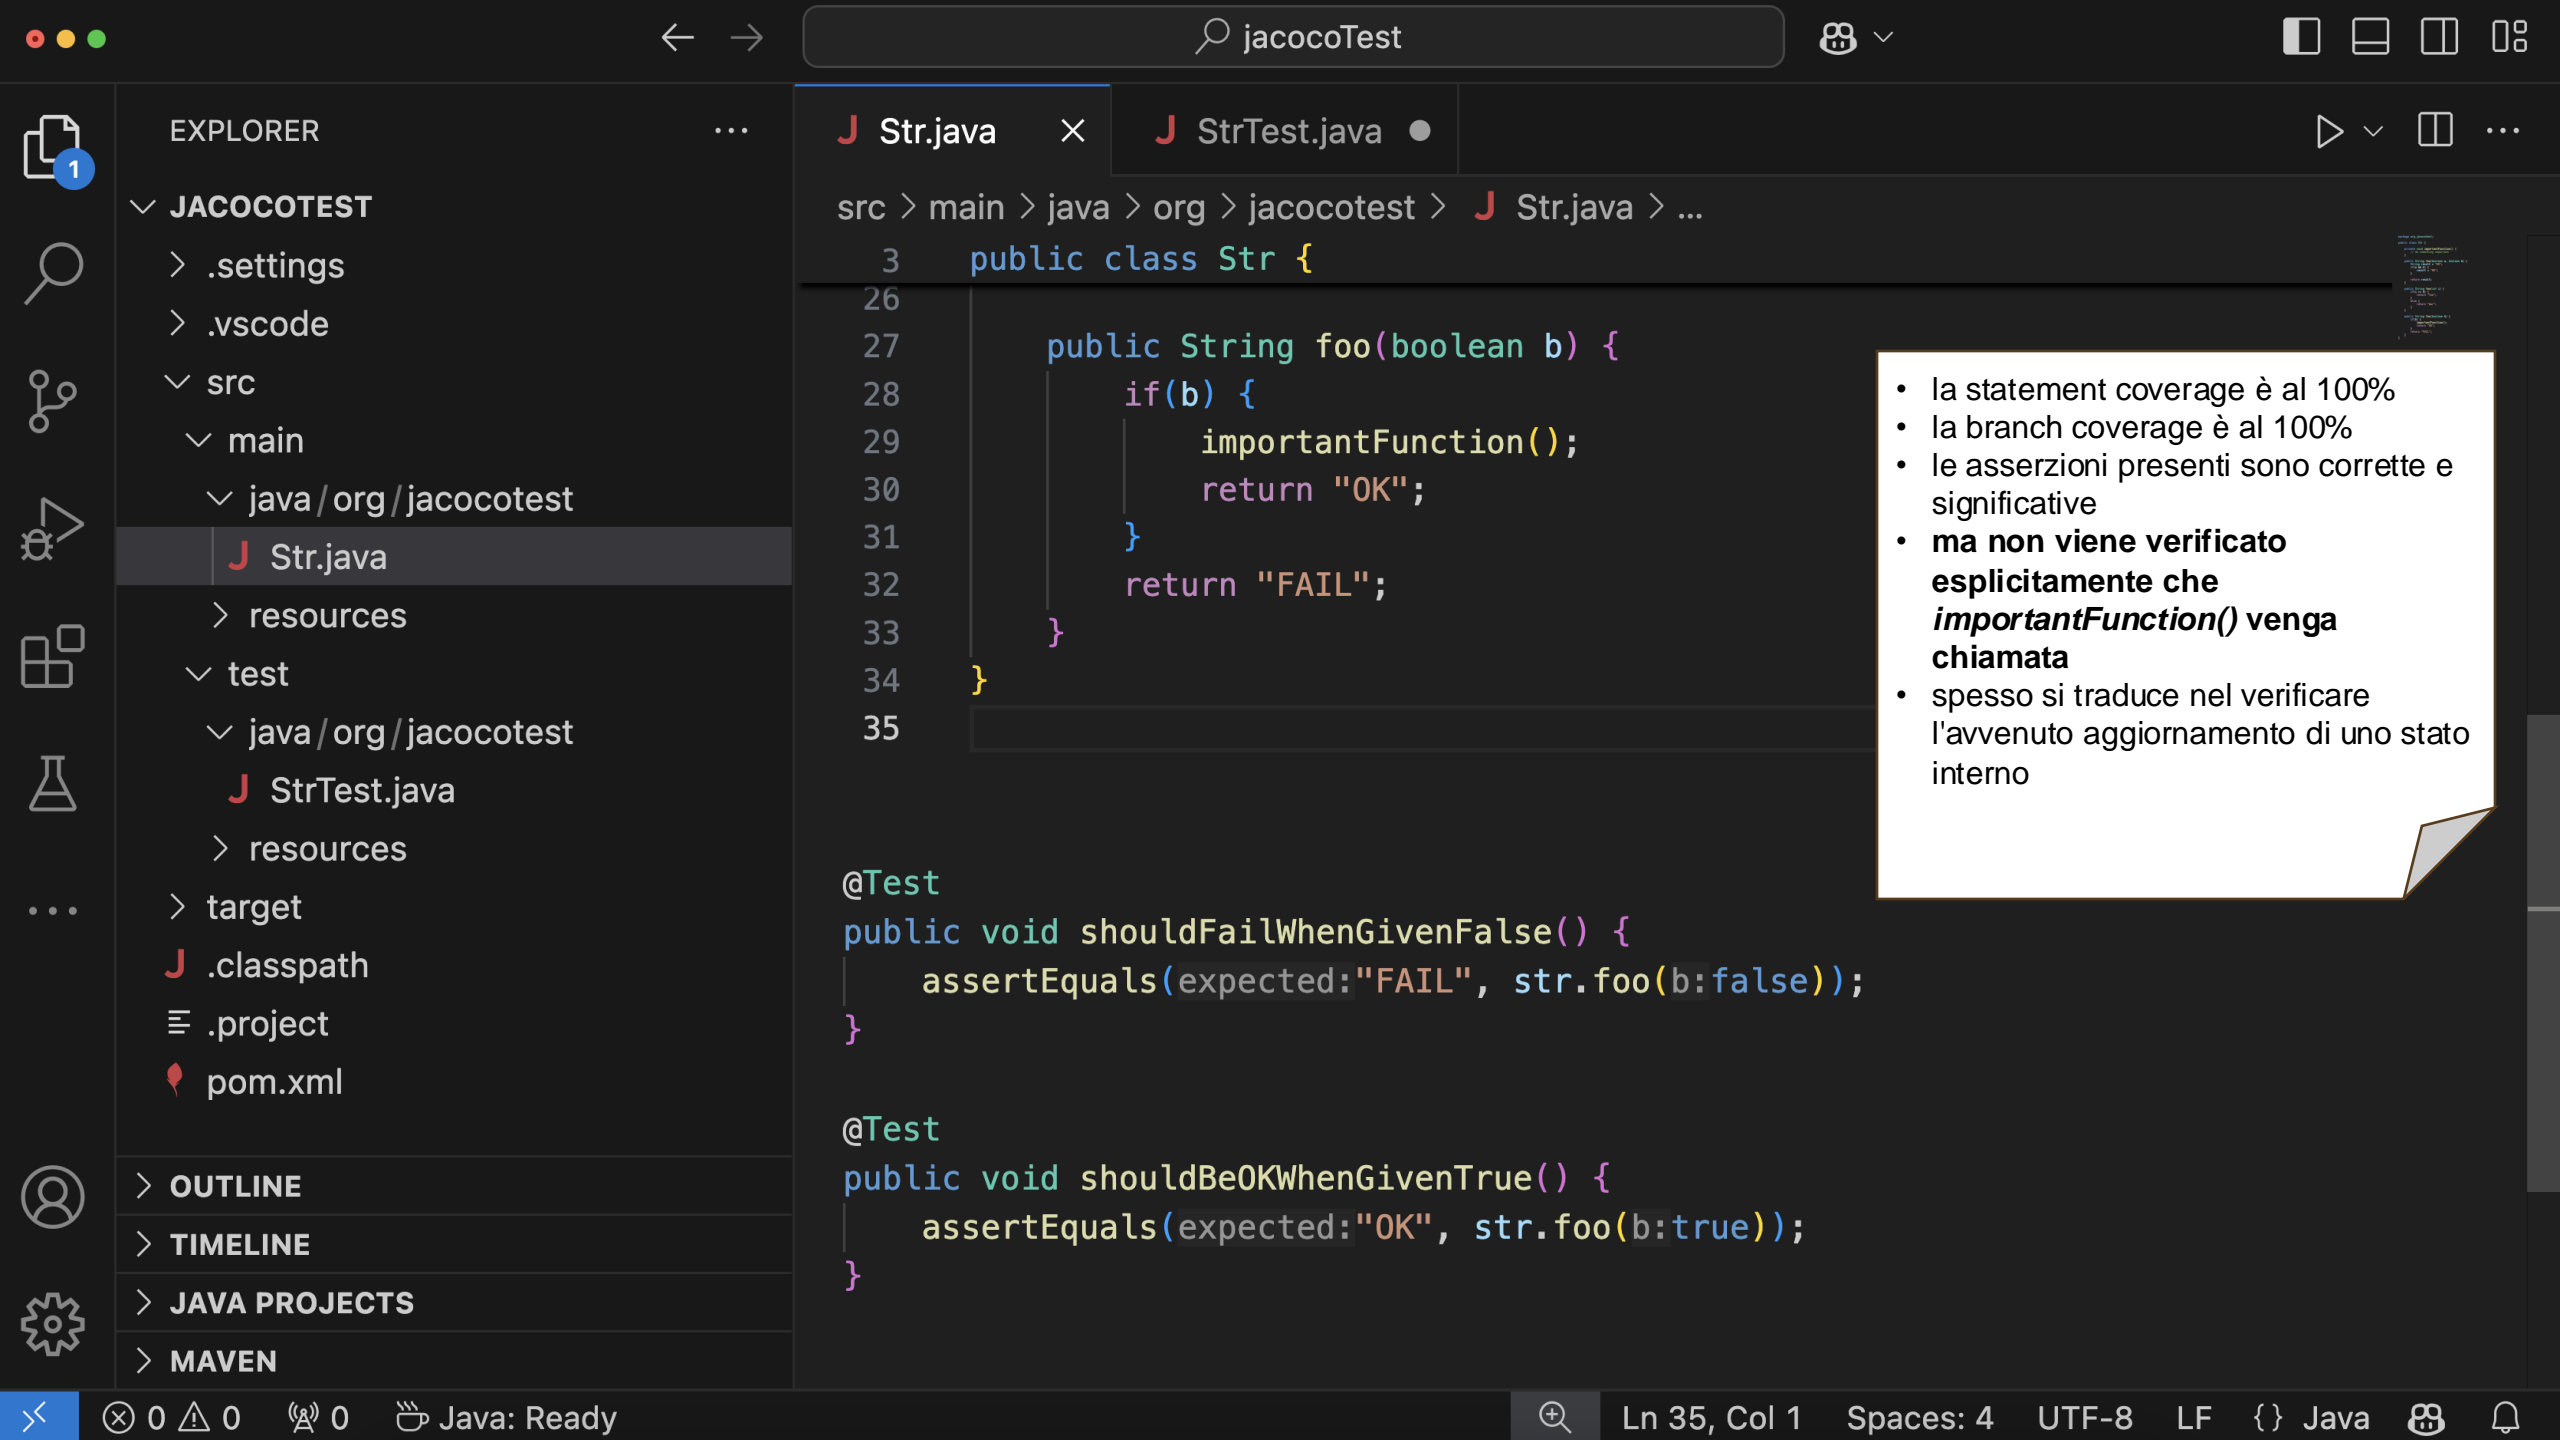 jacocoTest
EXPLORER
1
JACOCOTEST
.settings
.vscode
src
main
java/org/jacocotest
Str.java
resources
test
java/org/jacocotest
StrTest.java
resources
target
.classpath
.project
pom.xml
OUTLINE
TIMELINE
JAVA PROJECTS
MAVEN
Str.java
StrTest.java
src > main > java > org > jacocotest > Str.java > ...
3 public class Str {
26
27 public String foo(boolean b) {
28 if(b) {
29 importantFunction();
30 return "OK";
31 }
32 return "FAIL";
33 }
34 }
35
• la statement coverage è al 100%
• la branch coverage è al 100%
• le asserzioni presenti sono corrette e
significative
• ma non viene verificato
esplicitamente che
importantFunction() venga
chiamata
• spesso si traduce nel verificare
l'avvenuto aggiornamento di uno stato
interno
@Test
public void shouldFailWhenGivenFalse() {
assertEquals(expected:"FAIL", str.foo(b:false));
}
@Test
public void shouldBeOKWhenGivenTrue() {
assertEquals(expected:"OK", str.foo(b:true));
}
0 0 0 Java: Ready
Ln 35, Col 1 Spaces: 4 UTF-8 LF {} Java